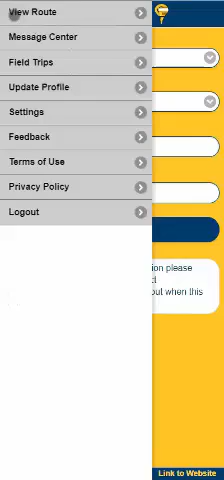 View Route
Message Center
Field Trips
Update Profile
Settings
Feedback
Terms of Use
Privacy Policy
Logout
ion please
out when this
Link to Website